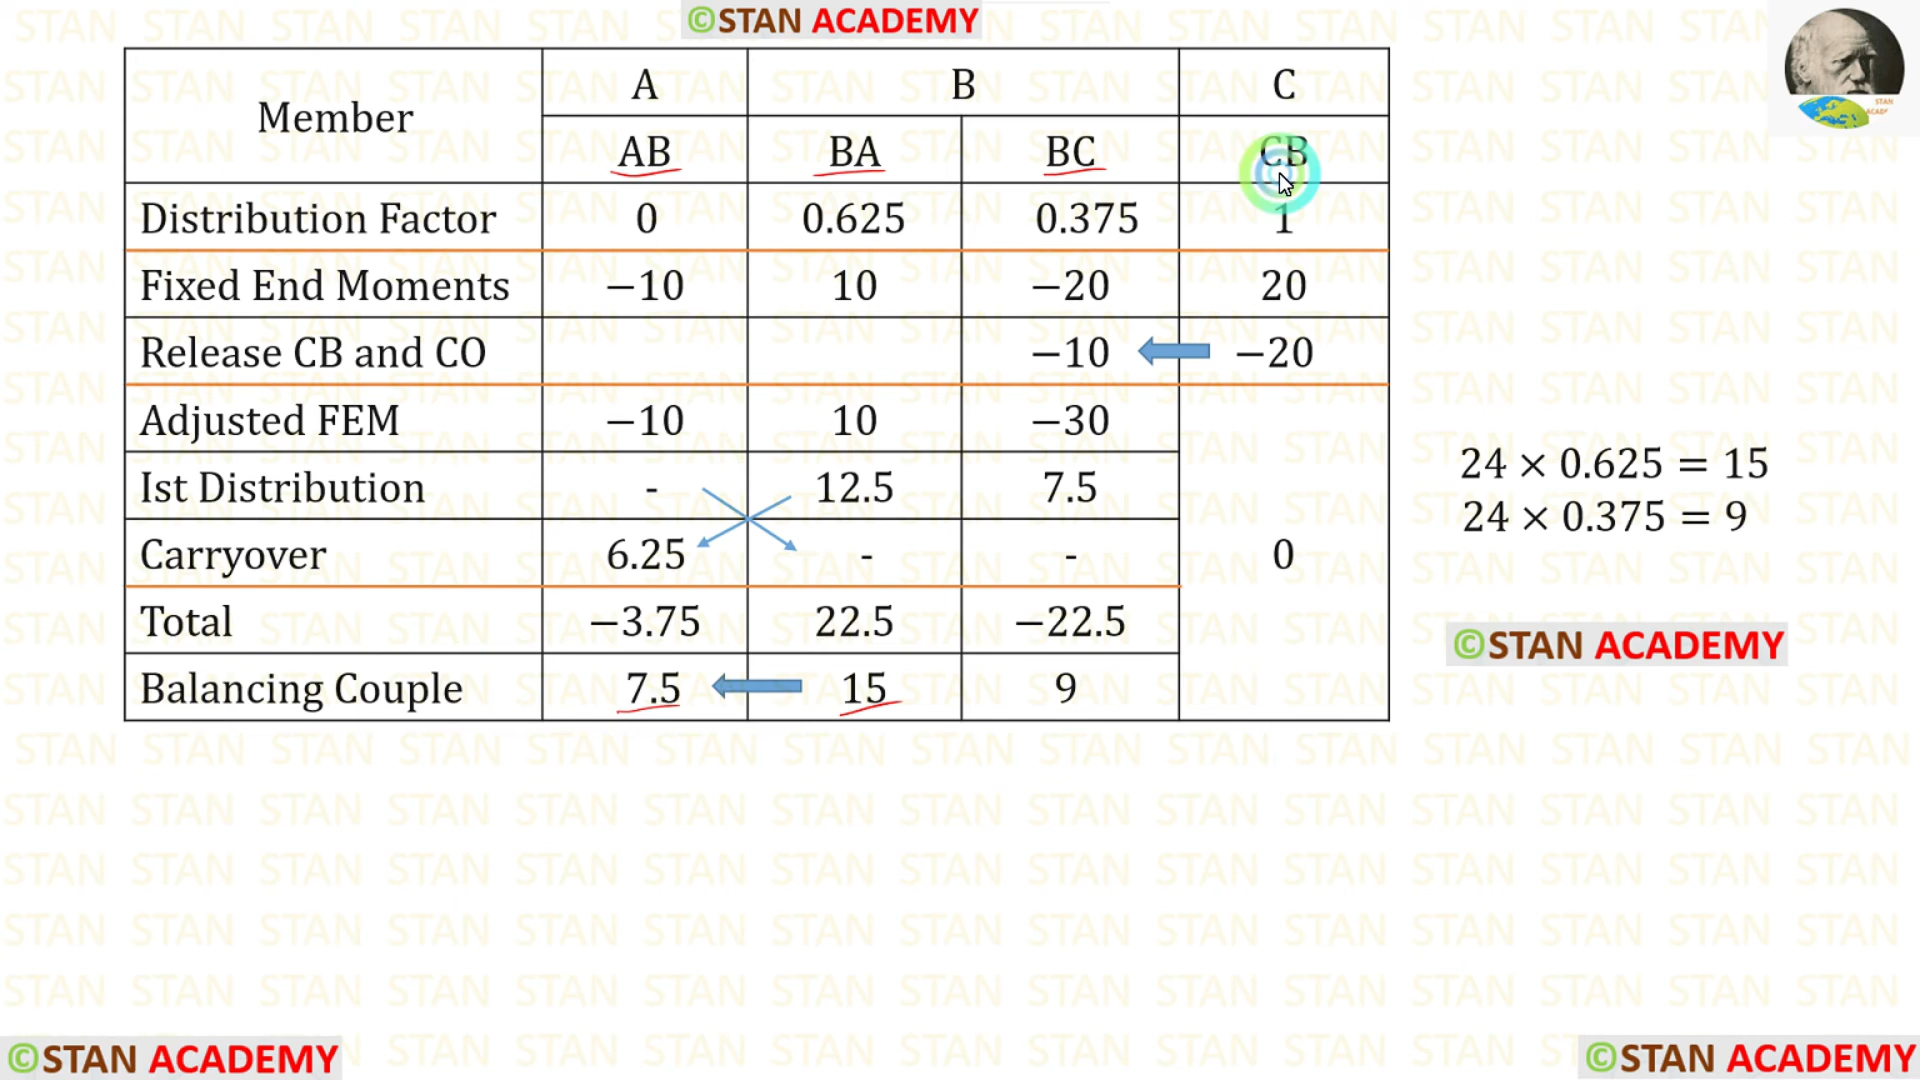 ©STAN ACADEMY
Member A B C
AB BA BC CB
Distribution Factor 0 0.625 0.375 1
Fixed End Moments −10 10 −20 20
Release CB and CO −10 −20
Adjusted FEM −10 10 −30
Ist Distribution - 12.5 7.5
Carryover 6.25 - - 0
Total −3.75 22.5 −22.5
Balancing Couple 7.5 15 9
24 × 0.625 = 15
24 × 0.375 = 9
©STAN ACADEMY
©STAN ACADEMY
©STAN ACADEMY